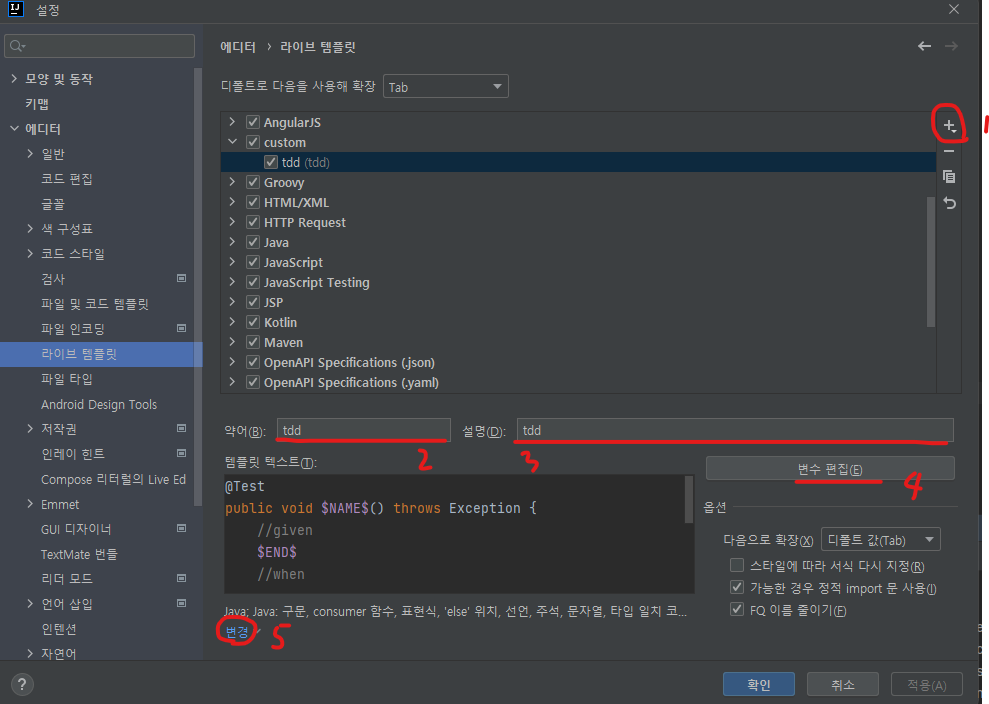 IJ 설정
에디터 › 라이브 템플릿
모양 및 동작
키맵
에디터
일반
코드 편집
글꼴
색 구성표
코드 스타일
검사
파일 및 코드 템플릿
파일 인코딩
라이브 템플릿
파일 타입
Android Design Tools
저작권
인레이 힌트
Compose 리터럴의 Live Ed
Emmet
GUI 디자이너
TextMate 번들
리더 모드
언어 삽입
인텐션
자연어
디폴트로 다음을 사용해 확장 Tab
AngularJS
custom
tdd (tdd)
Groovy
HTML/XML
HTTP Request
Java
JavaScript
JavaScript Testing
JSP
Kotlin
Maven
OpenAPI Specifications (.json)
OpenAPI Specifications (.yaml)
1
약어(B): tdd 설명(D): tdd
2 3
템플릿 텍스트(T):
변수 편집(E)
4
@Test
public void $NAME$() throws Exception {
//given
$END$
//when
옵션
다음으로 확장(X) 디폴트 값(Tab)
스타일에 따라 서식 다시 지정(R)
가능한 경우 정적 import 문 사용(I)
FQ 이름 줄이기(F)
Java; Java: 구문, consumer 함수, 표현식, 'else' 위치, 선언, 주석, 문자열, 타입 일치 코...
변경 5
? 확인 취소 적용(A)